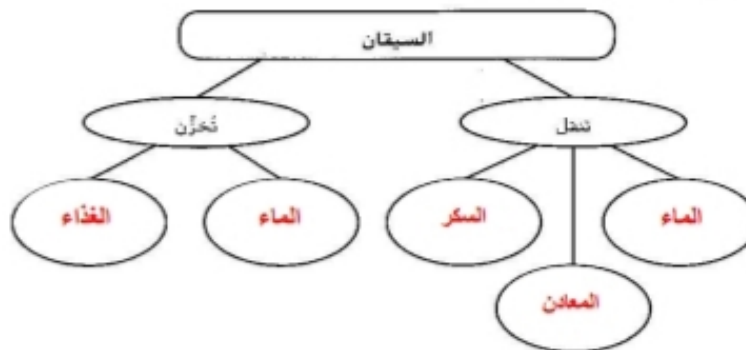 السيقان
تنقل
تُخزِّن
الماء
السكر
الماء
الغذاء
المعادن